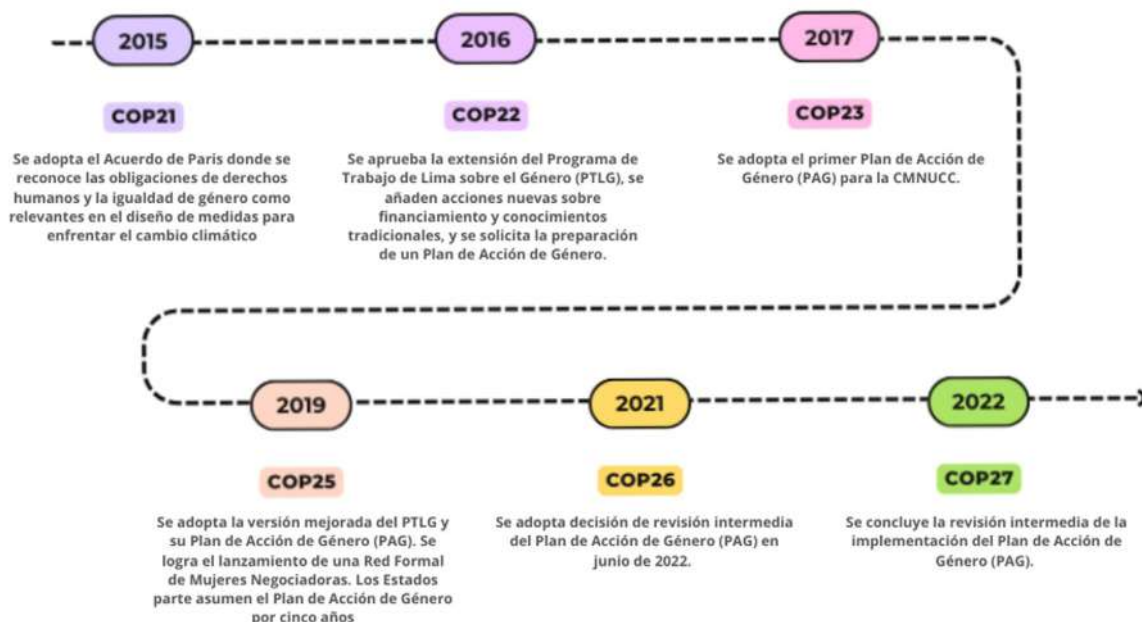 2015
2016
2017
COP21
COP22
COP23
Se adopta el Acuerdo de Paris donde se
reconoce las obligaciones de derechos
humanos y la igualdad de género como
relevantes en el diseño de medidas para
enfrentar el cambio climático
Se aprueba la extensión del Programa de
Trabajo de Lima sobre el Género (PTLG), se
añaden acciones nuevas sobre
financiamiento y conocimientos
tradicionales, y se solicita la preparación
de un Plan de Acción de Género.
Se adopta el primer Plan de Acción de
Género (PAG) para la CMNUCC.
2019
2021
2022
COP25
COP26
COP27
Se adopta la versión mejorada del PTLG y
su Plan de Acción de Género (PAG). Se
logra el lanzamiento de una Red Formal
de Mujeres Negociadoras. Los Estados
parte asumen el Plan de Acción de Género
por cinco años
Se adopta decisión de revisión intermedia
del Plan de Acción de Género (PAG) en
junio de 2022.
Se concluye la revisión intermedia de la
implementación del Plan de Acción de
Género (PAG).